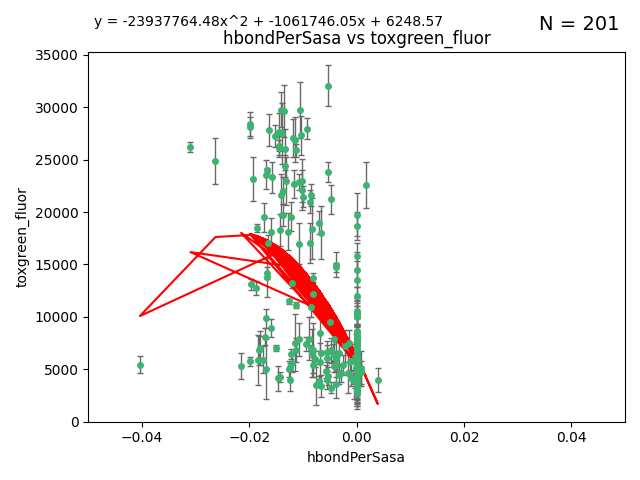 y = -23937764.48x^2 + -1061746.05x + 6248.57
N = 201
hbondPerSasa vs toxgreen_fluor
35000
30000
25000
20000
15000
10000
5000
0
toxgreen_fluor
−0.04 −0.02 0.00 0.02 0.04
hbondPerSasa